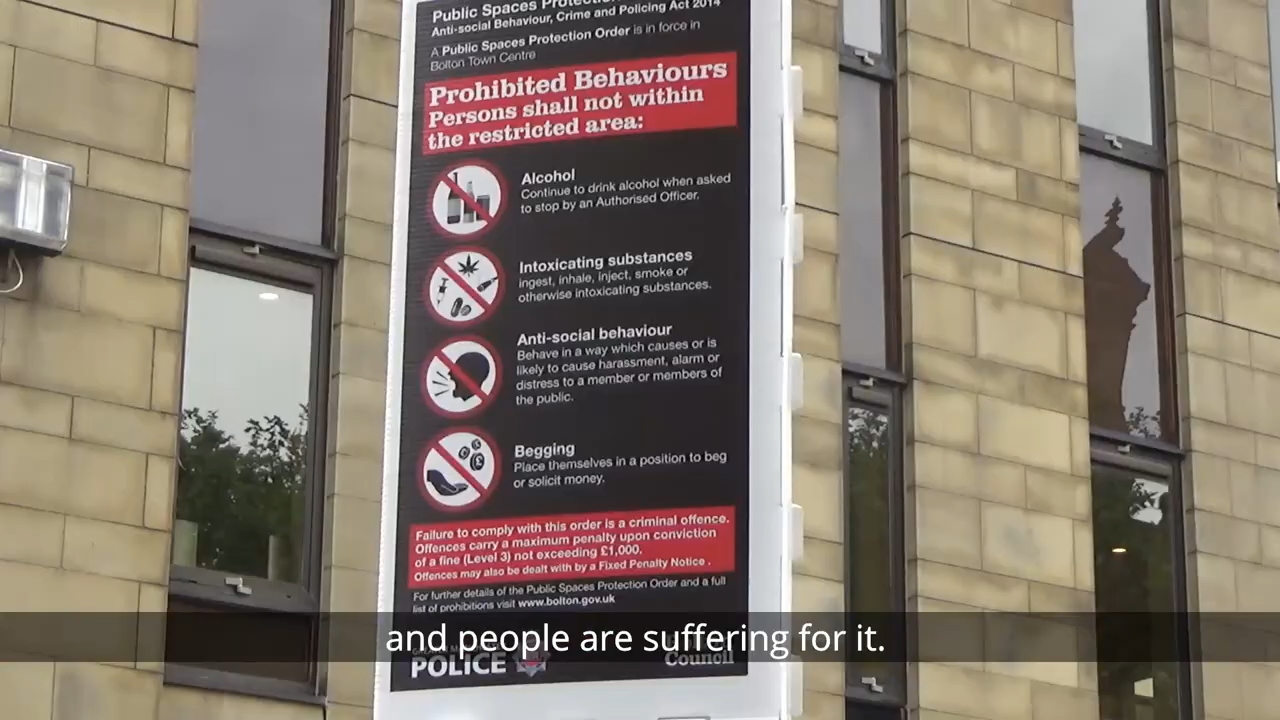 Public Spaces Protection
Anti-social Behaviour, Crime and Policing Act 2014
A Public Spaces Protection Order is in force in
Bolton Town Centre
Prohibited Behaviours
Persons shall not within
the restricted area:
Alcohol
Continue to drink alcohol when asked
to stop by an Authorised Officer.
Intoxicating substances
ingest, inhale, inject, smoke or
otherwise intoxicating substances.
Anti-social behaviour
Behave in a way which causes or is
likely to cause harassment, alarm or
distress to a member or members of
the public.
Begging
Place themselves in a position to beg
or solicit money.
Failure to comply with this order is a criminal offence.
Offences carry a maximum penalty upon conviction
of a fine (Level 3) not exceeding £1,000.
Offences may also be dealt with by a Fixed Penalty Notice .
For further details of the Public Spaces Protection Order and a full
list of prohibitions visit www.bolton.gov.uk
and people are suffering for it.
POLICE
Council